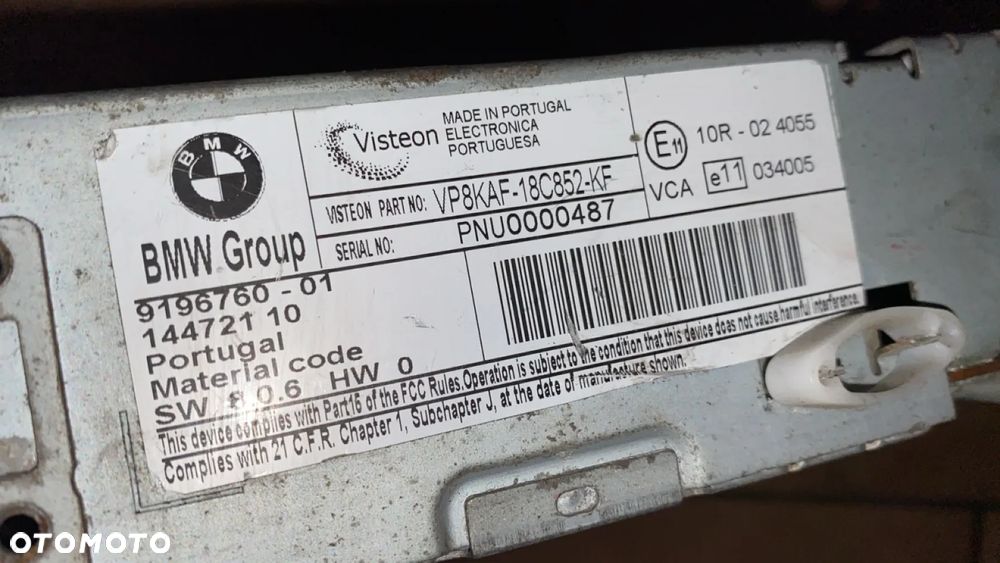 BMW
BMW Group
Visteon
MADE IN PORTUGAL
ELECTRONICA
PORTUGUESA
VISTEON PART NO: VP8KAF-18C852-KF
SERIAL NO: PNU0000487
E11 10R - 02 4055
VCA e11 034005
9196760 - 01
144721 10
Portugal
Material code
SW 8.0.6 HW 0
This device complies with Part15 of the FCC Rules.Operation is subject to the condition that this device does not cause harmful interference.
Complies with 21 C.F.R. Chapter 1, Subchapter J, at the date of manufacture shown.
OTOMOTO